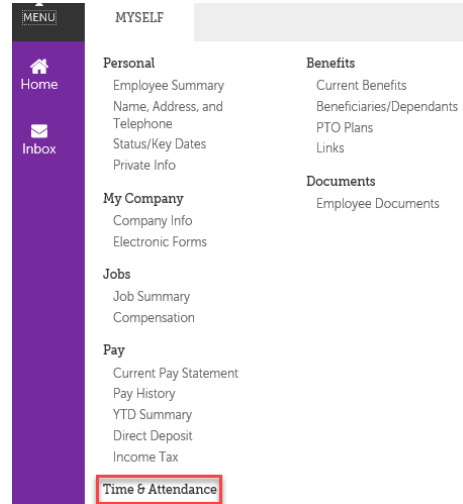 MENU
MYSELF
Home
Inbox
Personal
Employee Summary
Name, Address, and
Telephone
Status/Key Dates
Private Info
My Company
Company Info
Electronic Forms
Jobs
Job Summary
Compensation
Pay
Current Pay Statement
Pay History
YTD Summary
Direct Deposit
Income Tax
Time & Attendance
Benefits
Current Benefits
Beneficiaries/Dependants
PTO Plans
Links
Documents
Employee Documents